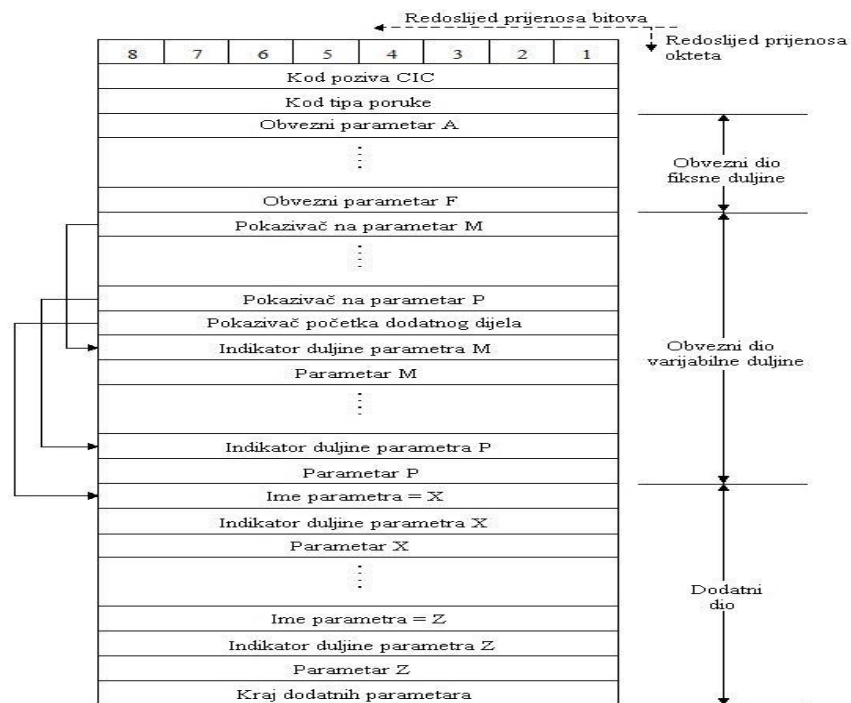 Redoslijed prijenosa bitova
Redoslijed prijenosa
okteta
8 7 6 5 4 3 2 1
Kod poziva CIC
Kod tipa poruke
Obvezni parametar A
Obvezni dio
fiksne duljine
Obvezni parametar F
Pokazivač na parametar M
Pokazivač na parametar P
Pokazivač početka dodatnog dijela
Indikator duljine parametra M
Obvezni dio
varijabilne duljine
Parametar M
Indikator duljine parametra P
Parametar P
Ime parametra = X
Indikator duljine parametra X
Parametar X
Dodatni
dio
Ime parametra = Z
Indikator duljine parametra Z
Parametar Z
Kraj dodatnih parametara